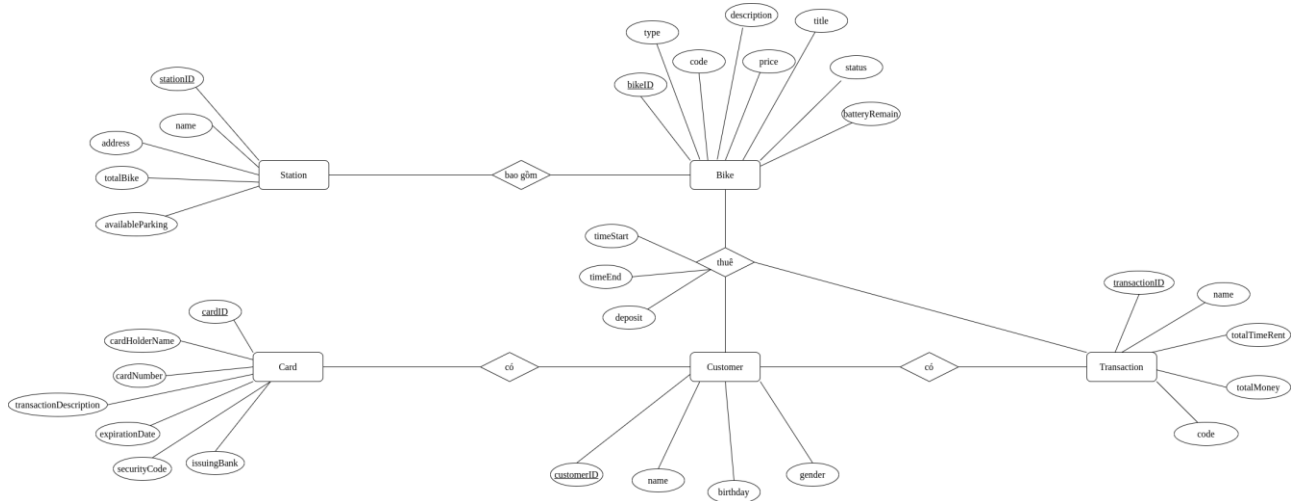 description
title
type
code
price
status
bikeID
batteryRemain
stationID
name
address
totalBike
availableParking
Station
bao gồm
Bike
timeStart
timeEnd
deposit
thuê
transactionID
name
totalTimeRent
totalMoney
code
cardID
cardHolderName
cardNumber
transactionDescription
expirationDate
securityCode
issuingBank
Card
có
Customer
có
Transaction
customerID
name
birthday
gender